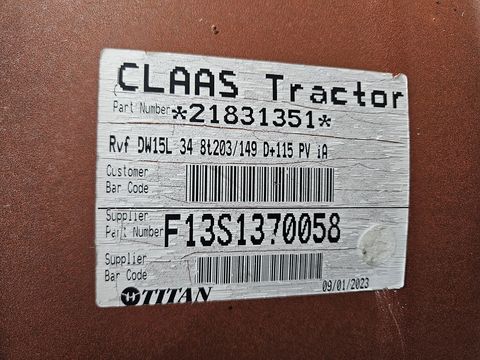 CLAAS Tractor
Part Number *21831351*
Rvf DW15L 34 8t203/149 D+115 PV iA
Customer
Bar Code
Supplier
Part Number F13S1370058
Supplier
Bar Code
TITAN 09/01/2023